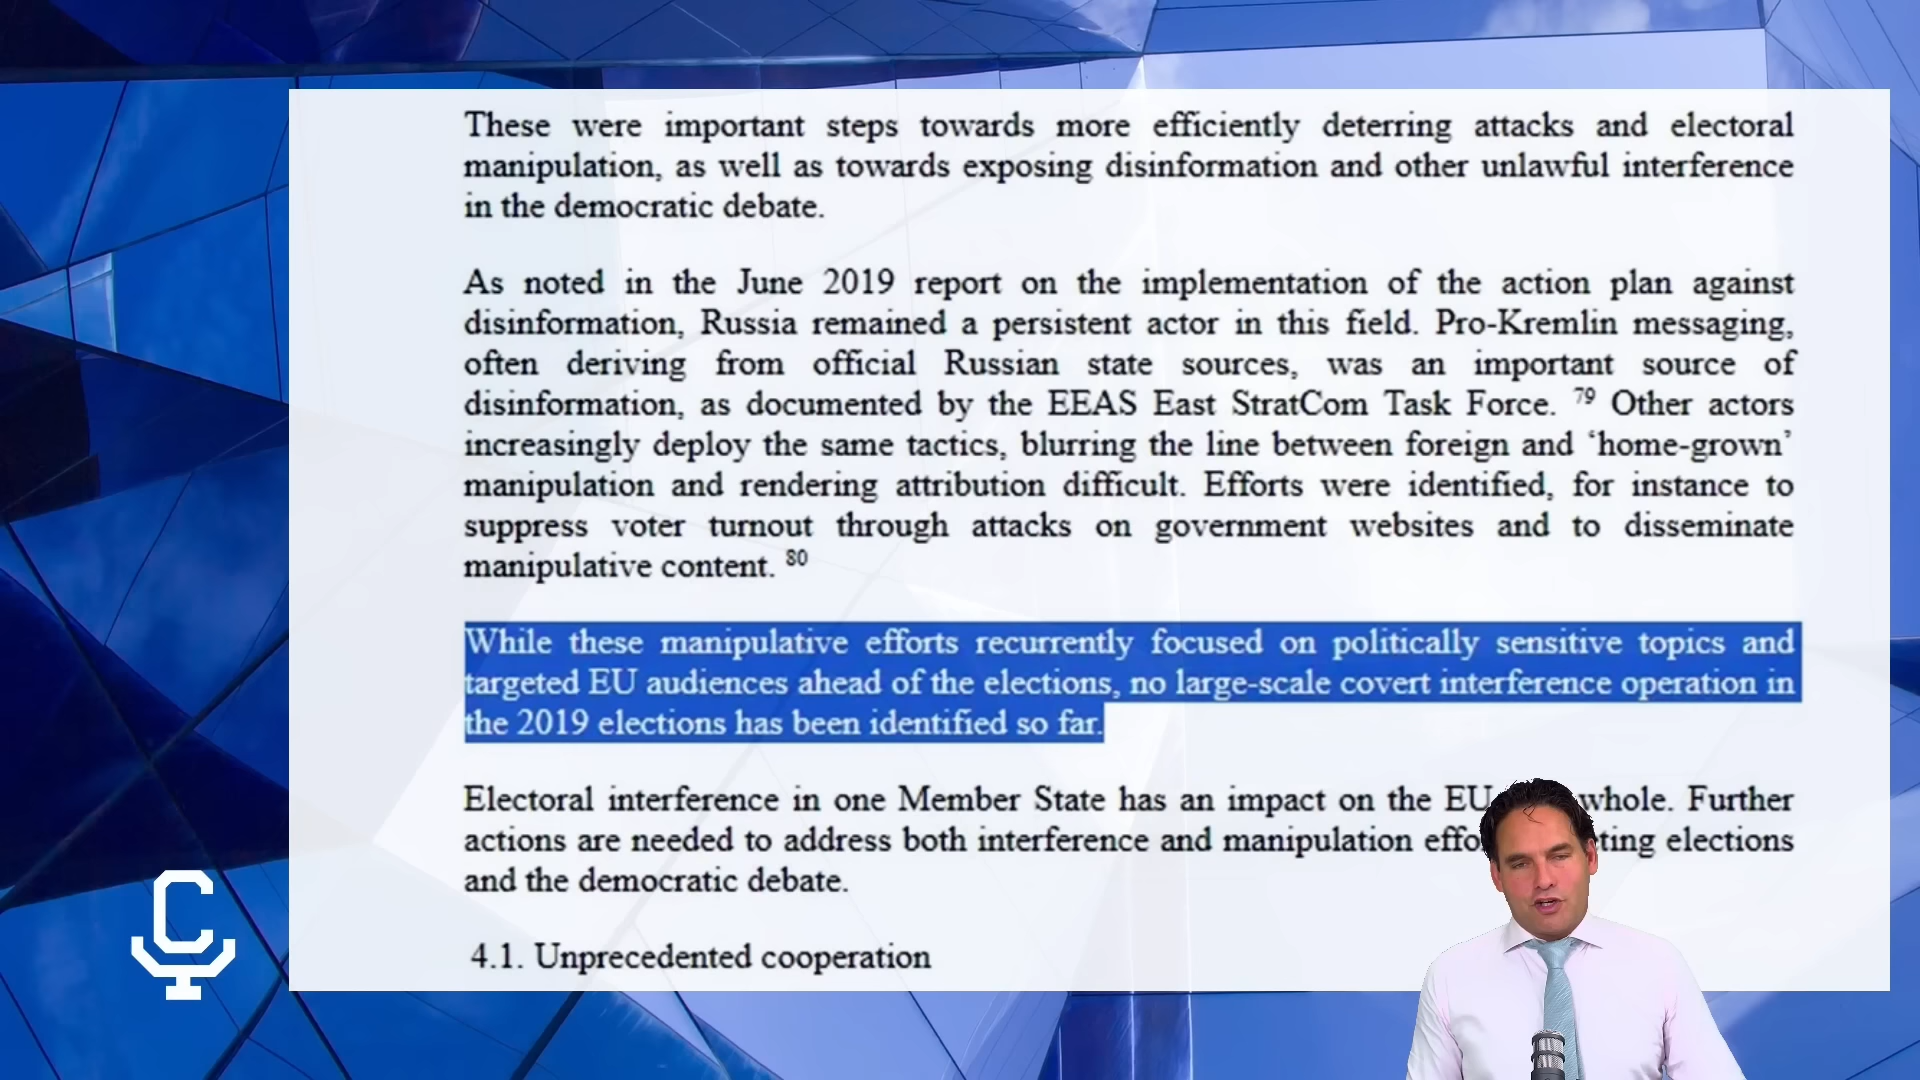 These were important steps towards more efficiently deterring attacks and electoral
manipulation, as well as towards exposing disinformation and other unlawful interference
in the democratic debate.
As noted in the June 2019 report on the implementation of the action plan against
disinformation, Russia remained a persistent actor in this field. Pro-Kremlin messaging,
often deriving from official Russian state sources, was an important source of
disinformation, as documented by the EEAS East StratCom Task Force. 79 Other actors
increasingly deploy the same tactics, blurring the line between foreign and ‘home-grown’
manipulation and rendering attribution difficult. Efforts were identified, for instance to
suppress voter turnout through attacks on government websites and to disseminate
manipulative content. 80
While these manipulative efforts recurrently focused on politically sensitive topics and
targeted EU audiences ahead of the elections, no large-scale covert interference operation in
the 2019 elections has been identified so far.
Electoral interference in one Member State has an impact on the EU whole. Further
actions are needed to address both interference and manipulation elections
and the democratic debate.
4.1. Unprecedented cooperation